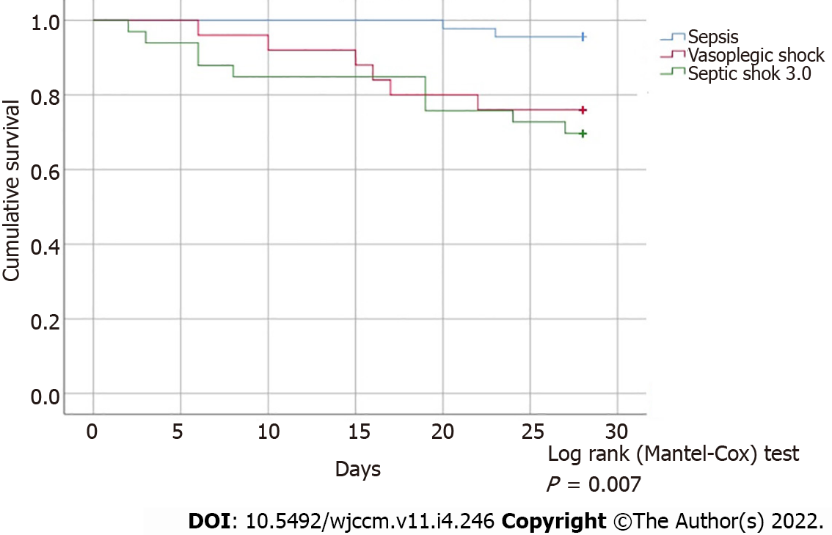 1.0
0.8
0.6
0.4
0.2
0.0
Cumulative survival
Sepsis
Vasoplegic shock
Septic shok 3.0
0 5 10 15 20 25 30
Days
Log rank (Mantel-Cox) test
P = 0.007
DOI: 10.5492/wjccm.v11.i4.246 Copyright ©The Author(s) 2022.